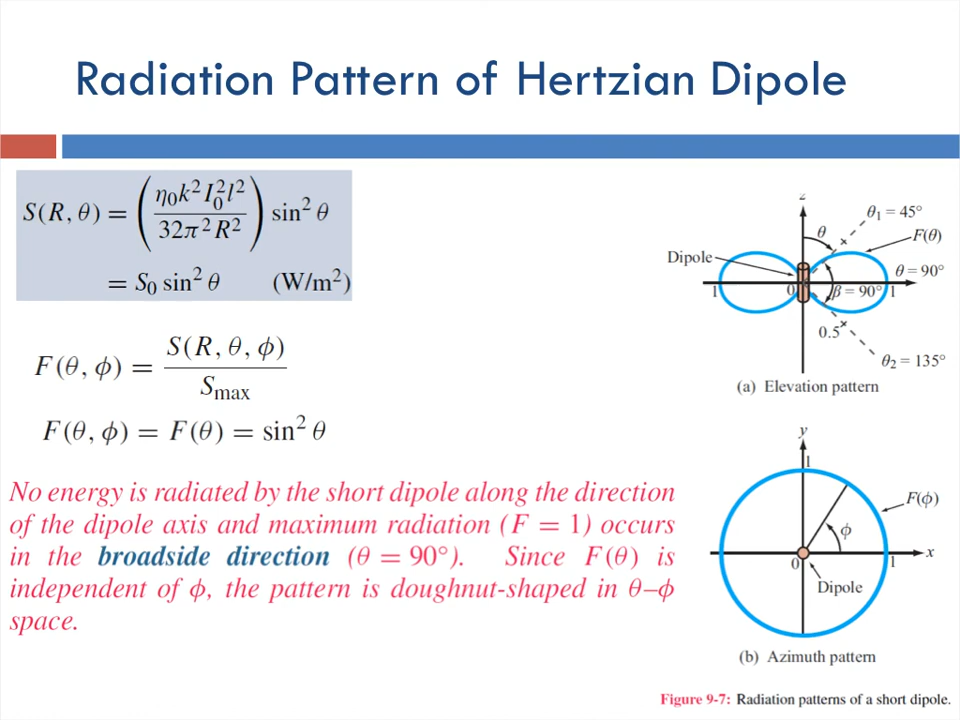 Radiation Pattern of Hertzian Dipole
S(R, θ) = (η₀k²I₀²l² / 32π²R²) sin² θ
= S₀ sin² θ (W/m²)
F(θ, ϕ) = S(R, θ, ϕ) / Smax
F(θ, ϕ) = F(θ) = sin² θ
No energy is radiated by the short dipole along the direction
of the dipole axis and maximum radiation (F = 1) occurs
in the broadside direction (θ = 90°). Since F(θ) is
independent of ϕ, the pattern is doughnut-shaped in θ–ϕ
space.
z
θ₁ = 45°
θ
F(θ)
Dipole
θ = 90°
1
0
β = 90°
1
0.5
θ₂ = 135°
(a) Elevation pattern
y
1
F(ϕ)
ϕ
x
0
1
Dipole
(b) Azimuth pattern
Figure 9-7: Radiation patterns of a short dipole.